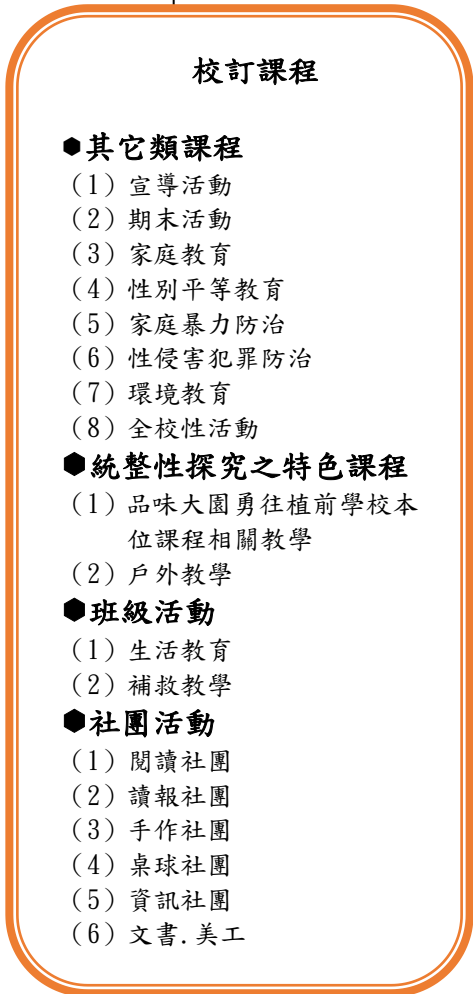 校訂課程
⬢其它類課程
（1）宣導活動
（2）期末活動
（3）家庭教育
（4）性別平等教育
（5）家庭暴力防治
（6）性侵害犯罪防治
（7）環境教育
（8）全校性活動
⬢統整性探究之特色課程
（1）品味大園勇往植前學校本
位課程相關教學
（2）戶外教學
⬢班級活動
（1）生活教育
（2）補救教學
⬢社團活動
（1）閱讀社團
（2）讀報社團
（3）手作社團
（4）桌球社團
（5）資訊社團
（6）文書.美工